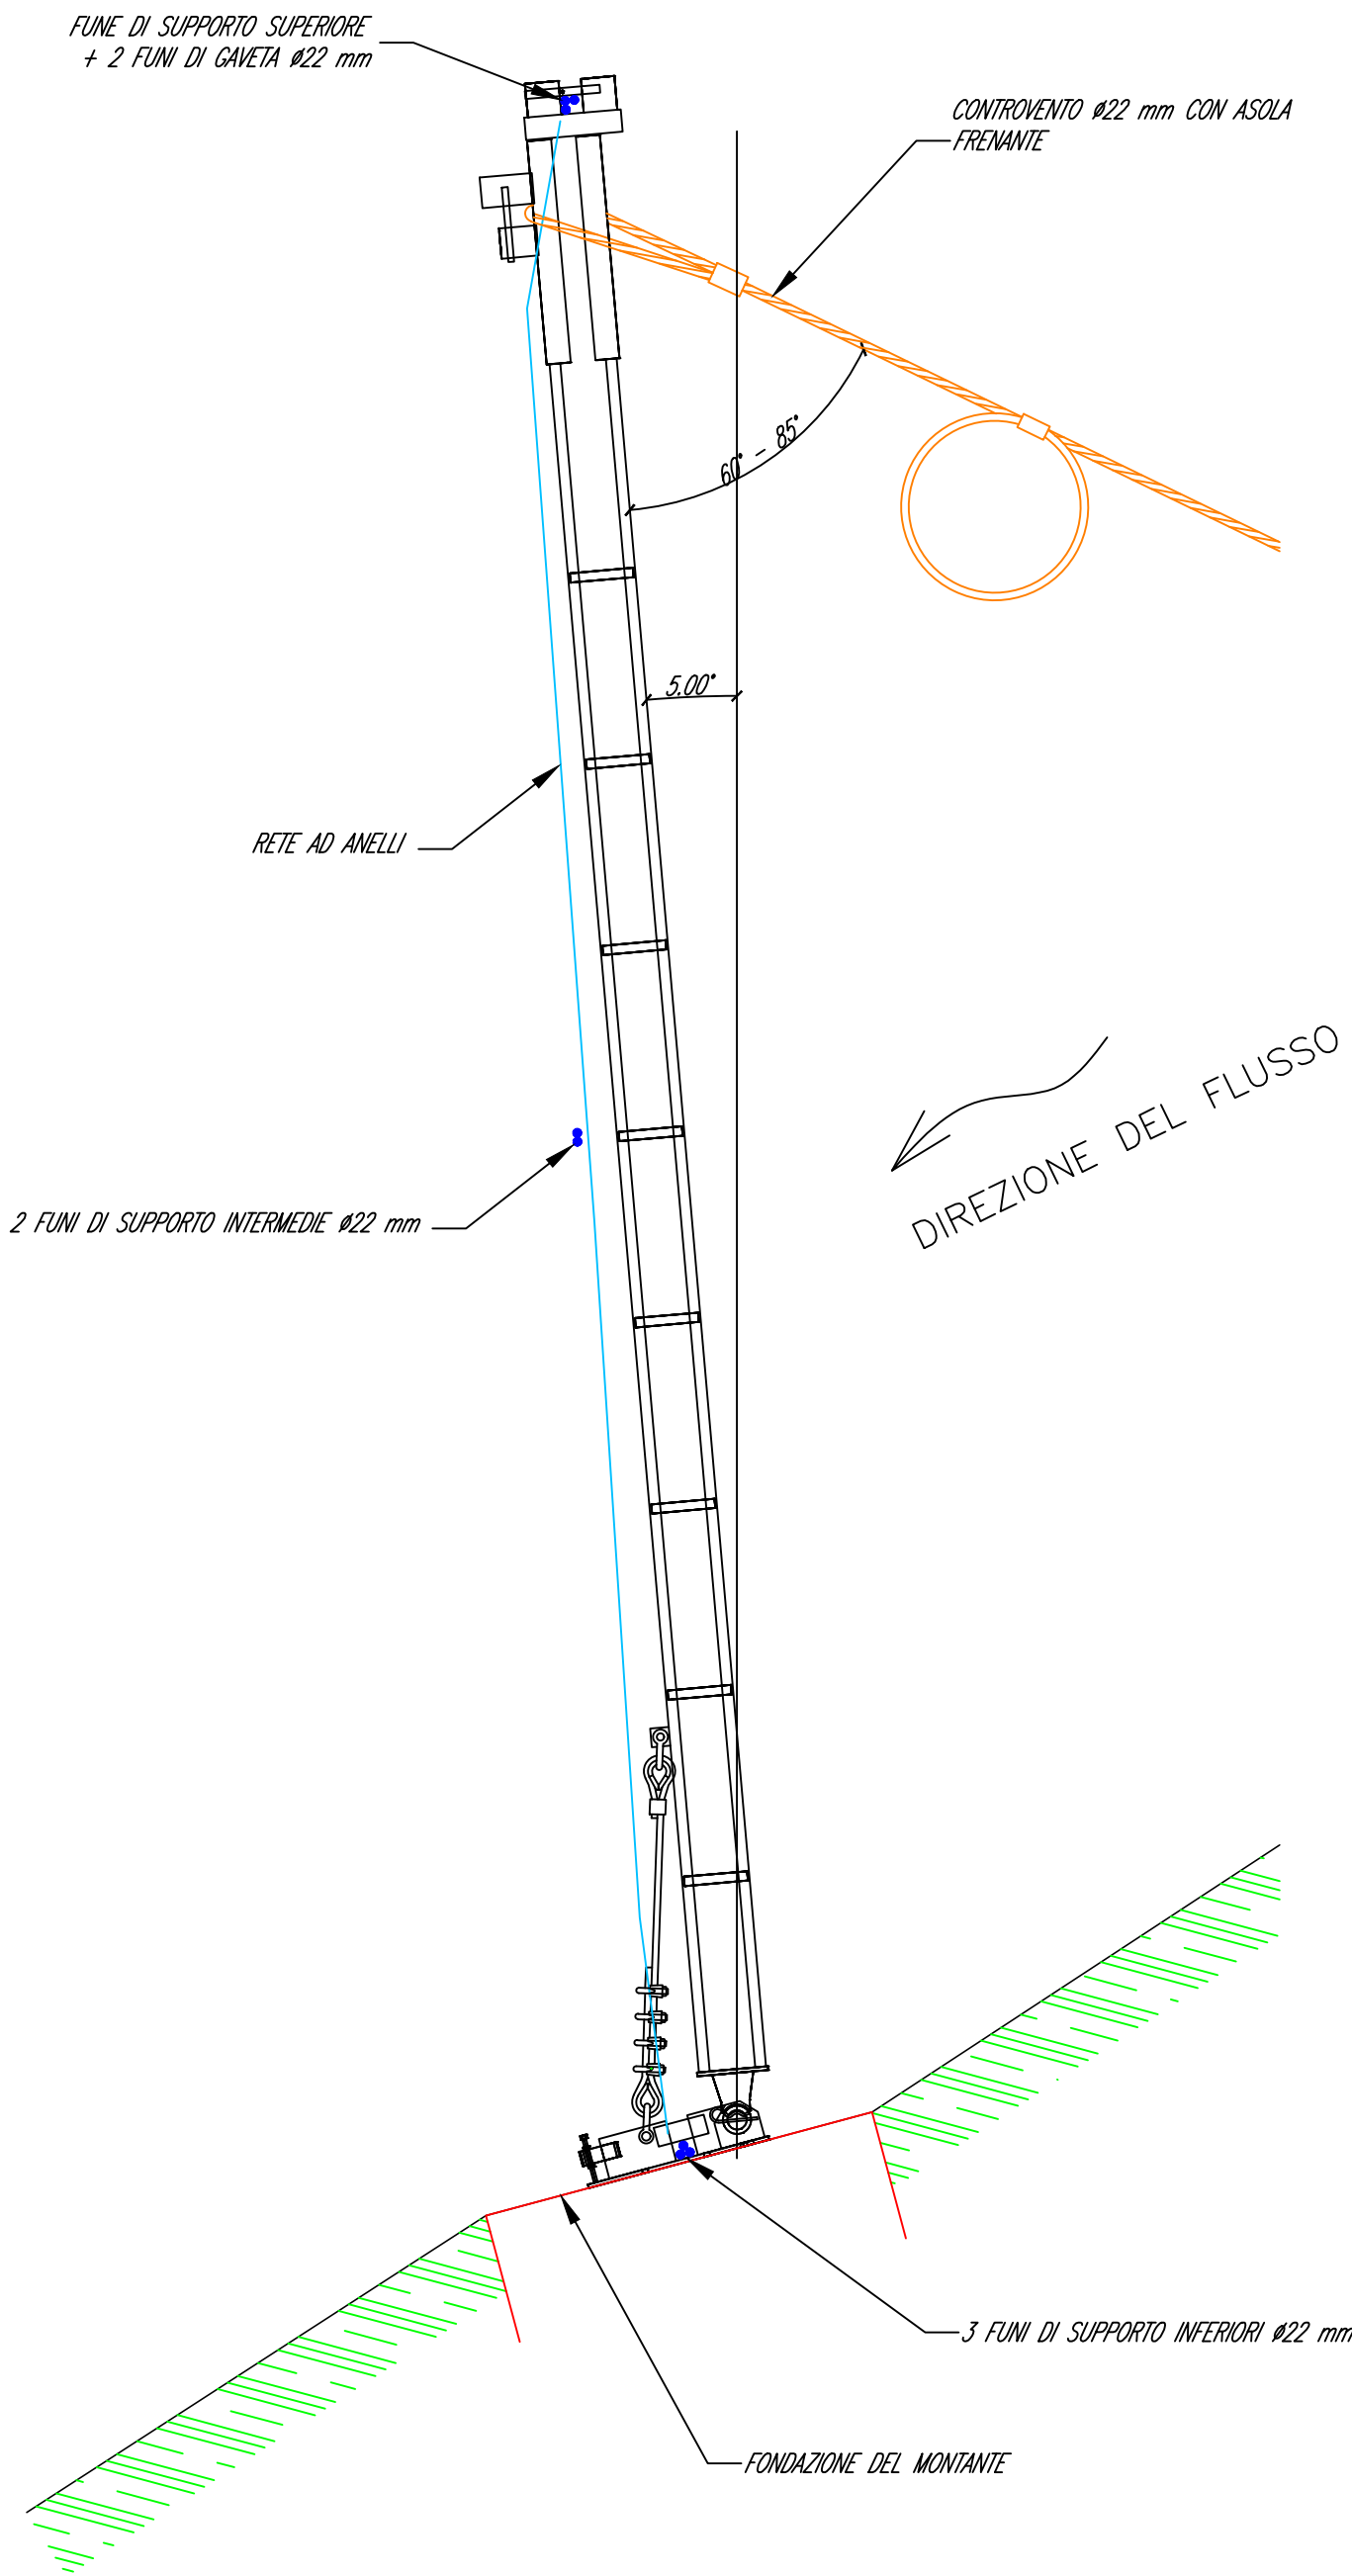 FUNE DI SUPPORTO SUPERIORE
+ 2 FUNI DI GAVETA ø22 mm
CONTROVENTO ø22 mm CON ASOLA
FRENANTE
60° - 85°
5.00°
RETE AD ANELLI
DIREZIONE DEL FLUSSO
2 FUNI DI SUPPORTO INTERMEDIE ø22 mm
3 FUNI DI SUPPORTO INFERIORI ø22 mm
FONDAZIONE DEL MONTANTE